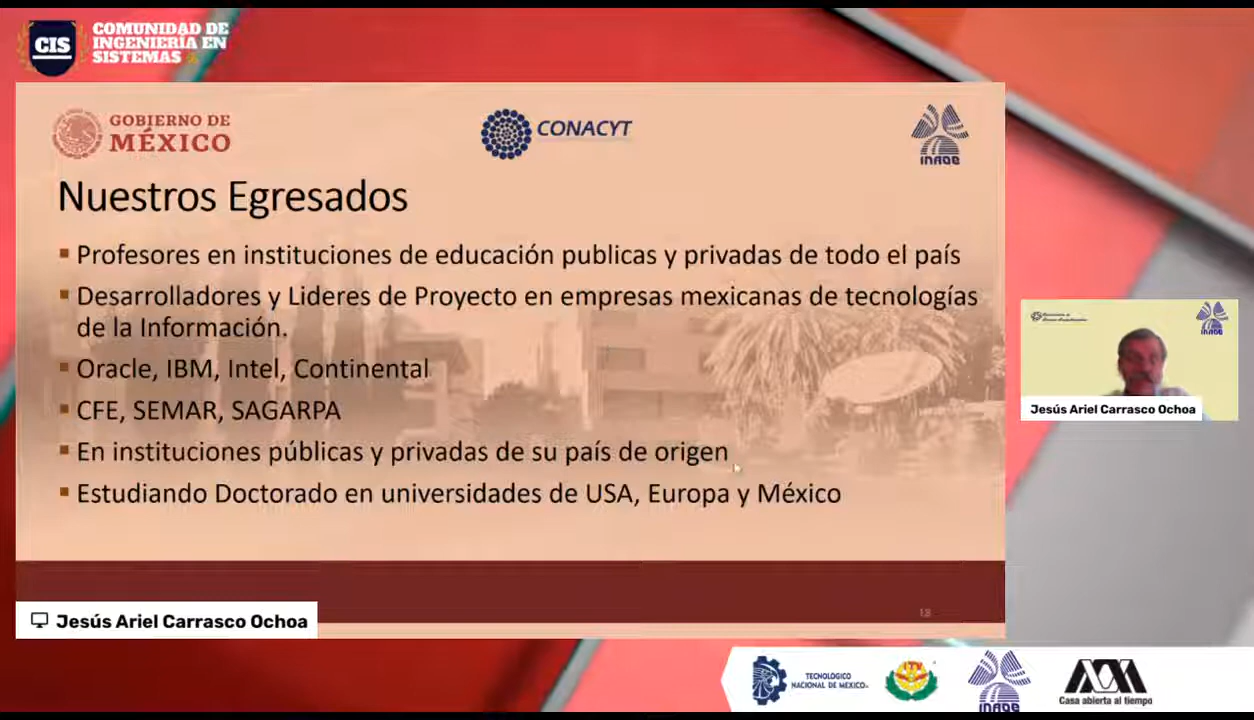 CIS
COMUNIDAD DE
INGENIERÍA EN
SISTEMAS
GOBIERNO DE
MÉXICO
CONACYT
INAOE
Nuestros Egresados
Profesores en instituciones de educación publicas y privadas de todo el país
Desarrolladores y Lideres de Proyecto en empresas mexicanas de tecnologías
de la Información.
Oracle, IBM, Intel, Continental
CFE, SEMAR, SAGARPA
En instituciones públicas y privadas de su país de origen
Estudiando Doctorado en universidades de USA, Europa y México
13
Jesús Ariel Carrasco Ochoa
INAOE
Jesús Ariel Carrasco Ochoa
TECNOLÓGICO
NACIONAL DE MÉXICO
INAOE
Casa abierta al tiempo